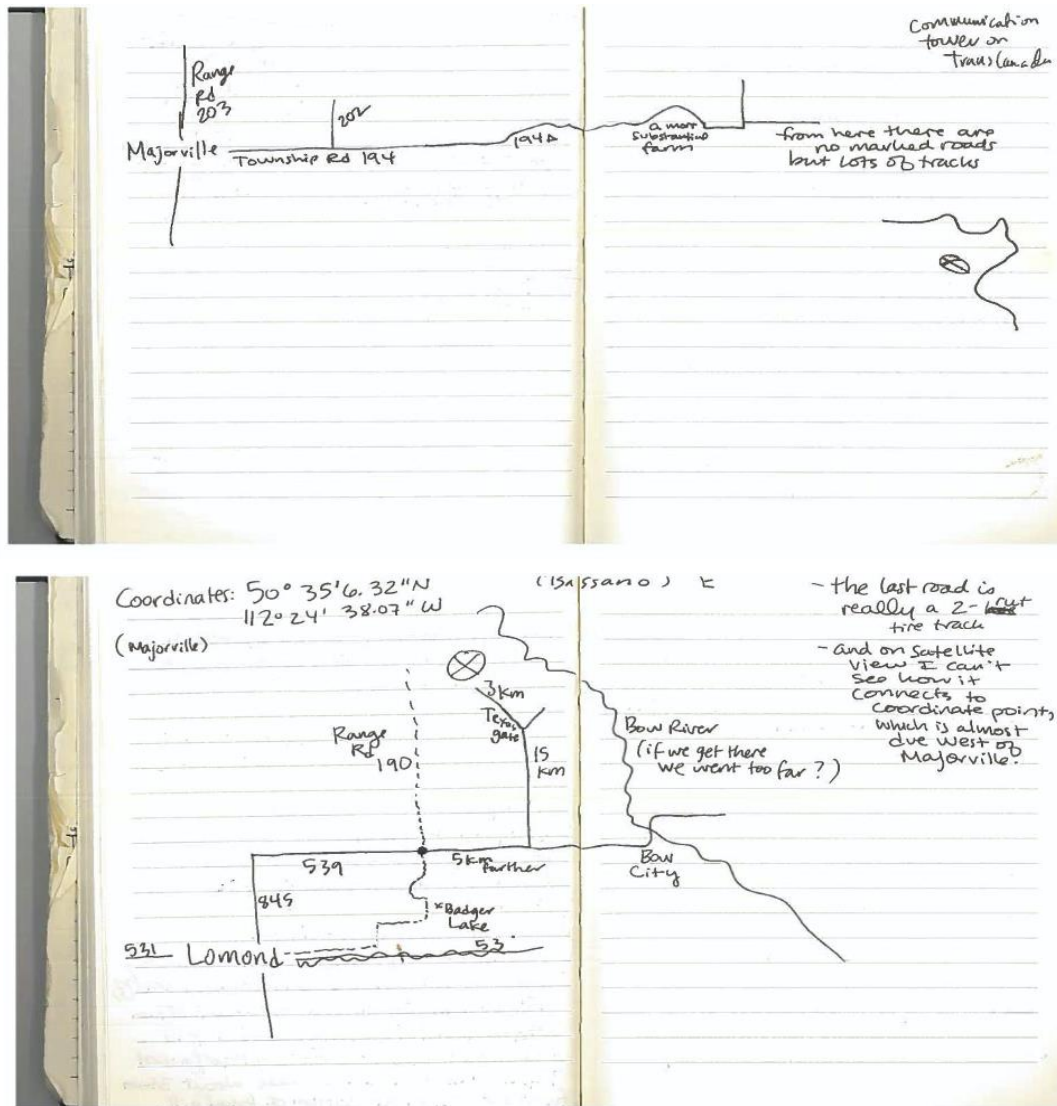 Communication
tower on
TransCanada
Range
Rd
203
202
Majorville
Township Rd 194
194A
a more
substantial
farm
from here there are
no marked roads
but lots of tracks
Coordinates: 50° 35' 6.32" N
112° 24' 38.07" W
(Majorville)
(Bassano)
- the last road is
really a 2-rut
tire track
- and on satellite
view I can't
see how it
connects to
coordinate point,
which is almost
due west of
Majorville.
3km
Texas
gate
Range
Rd
190
15
km
Bow River
(if we get there
we went too far?)
539
5km
further
Bow
City
845
*Badger
Lake
531
Lomond
53